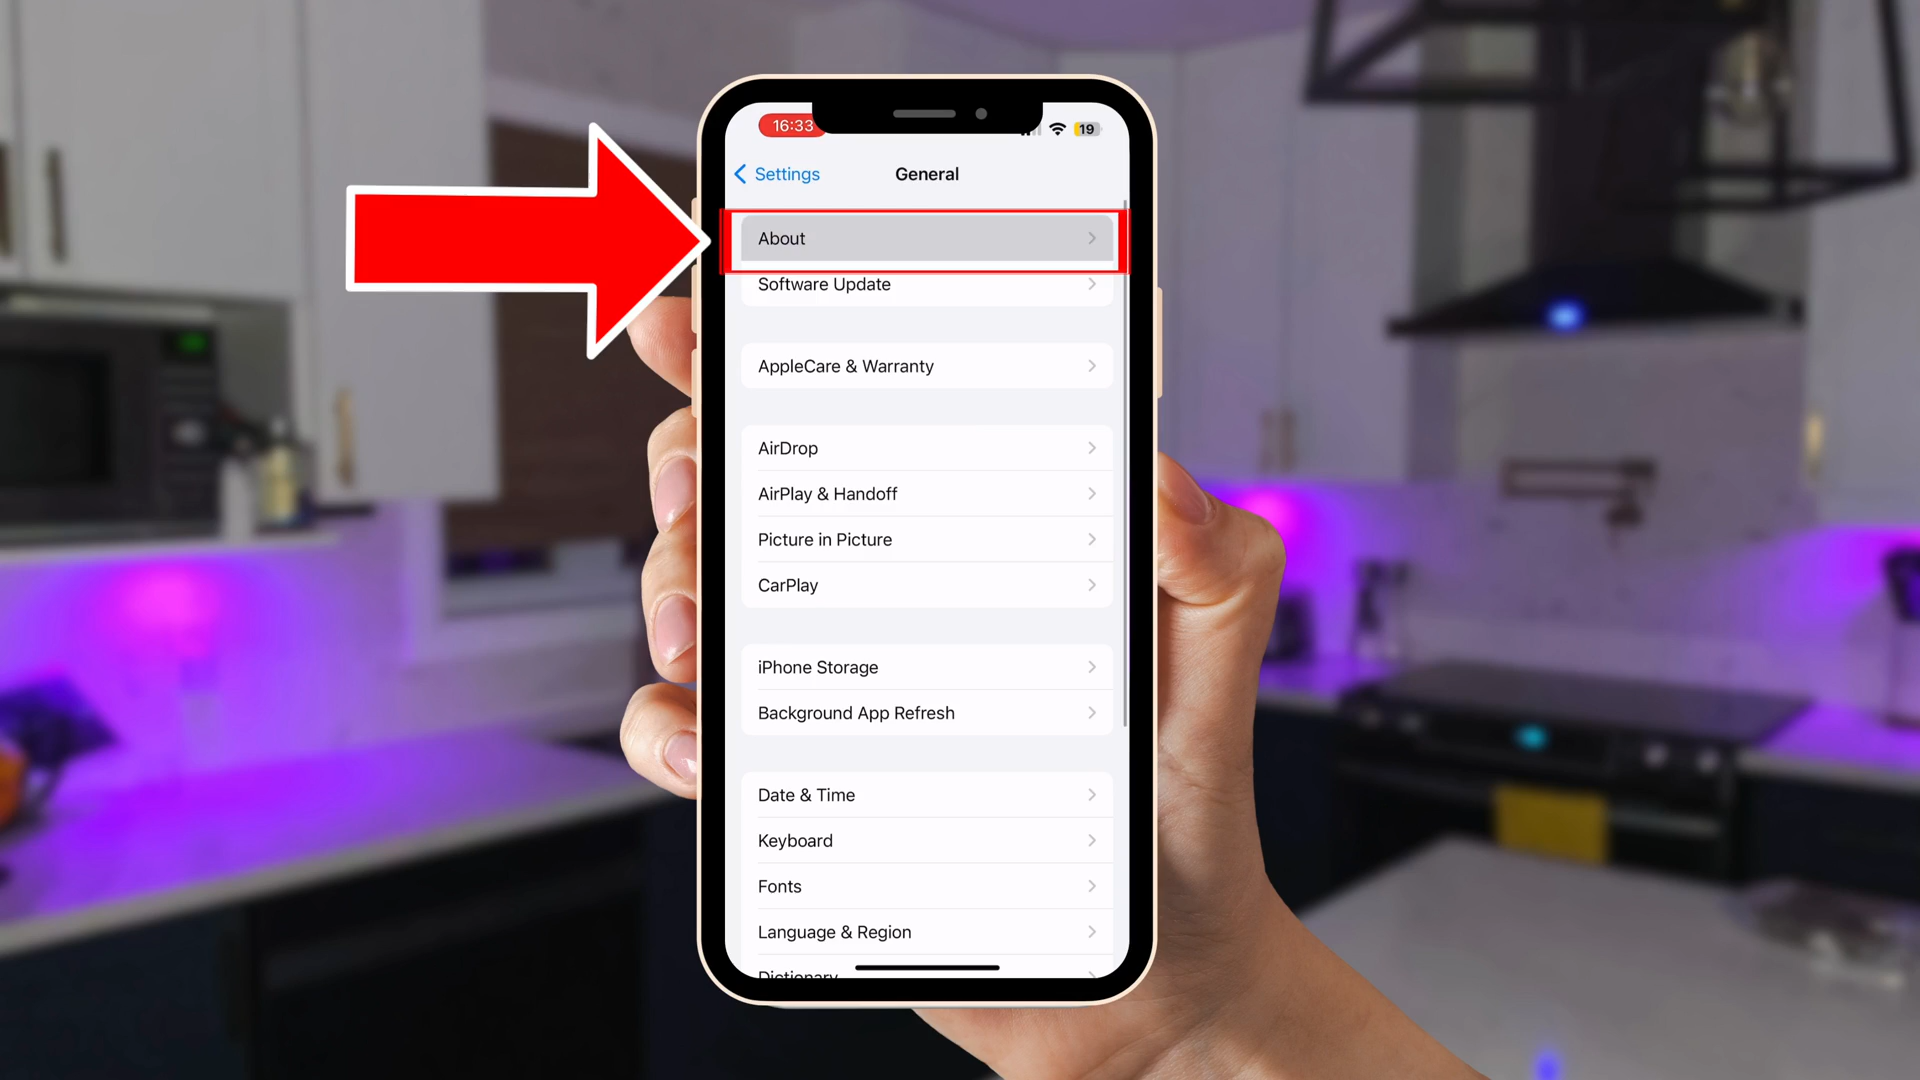 16:33
19
Settings
General
About
Software Update
AppleCare & Warranty
AirDrop
AirPlay & Handoff
Picture in Picture
CarPlay
iPhone Storage
Background App Refresh
Date & Time
Keyboard
Fonts
Language & Region
Dictionary